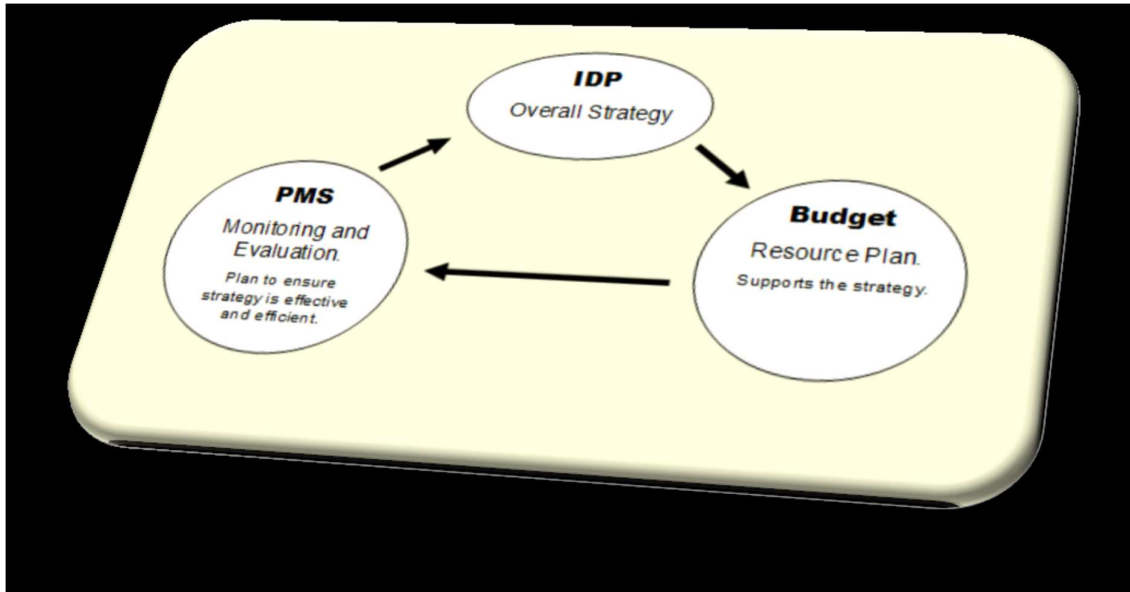 IDP
Overall Strategy
PMS
Monitoring and
Evaluation.
Plan to ensure
strategy is effective
and efficient.
Budget
Resource Plan.
Supports the strategy.